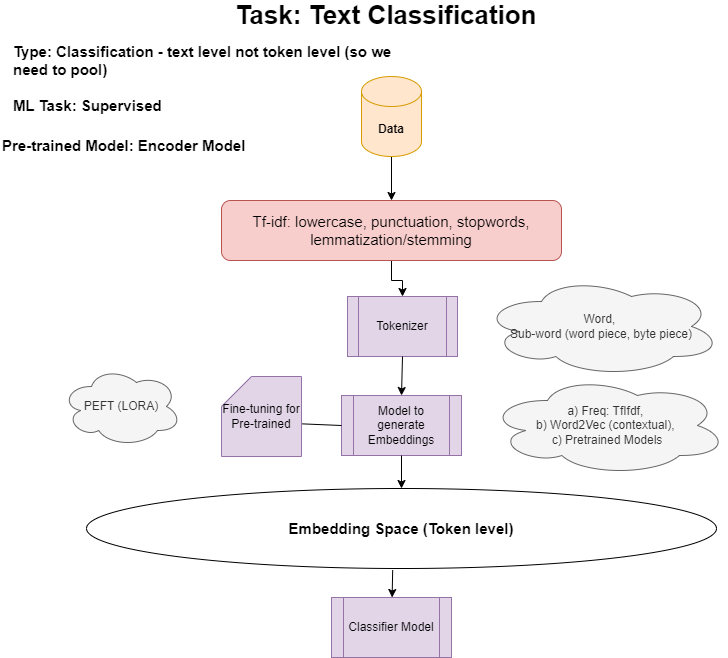 Task: Text Classification
Type: Classification - text level not token level (so we
need to pool)
ML Task: Supervised
Pre-trained Model: Encoder Model
Data
Tf-idf: lowercase, punctuation, stopwords,
lemmatization/stemming
Tokenizer
Word,
Sub-word (word piece, byte piece)
PEFT (LORA)
Fine-tuning for
Pre-trained
Model to
generate
Embeddings
a) Freq: TfIfdf,
b) Word2Vec (contextual),
c) Pretrained Models
Embedding Space (Token level)
Classifier Model